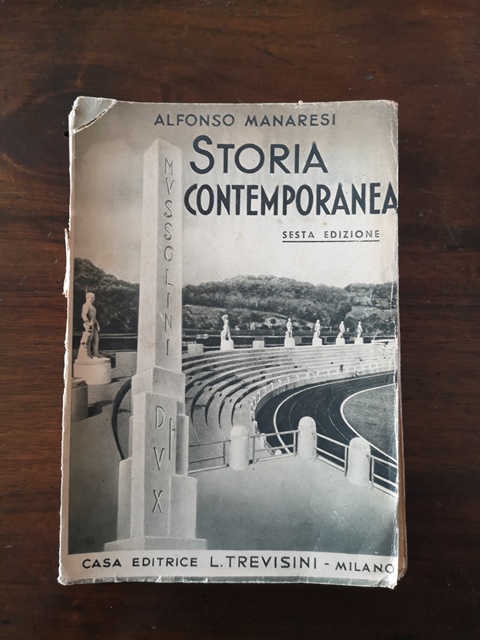 ALFONSO MANARESI
STORIA
CONTEMPORANEA
SESTA EDIZIONE
MVSSOLINI
DVX
CASA EDITRICE L. TREVISINI - MILANO